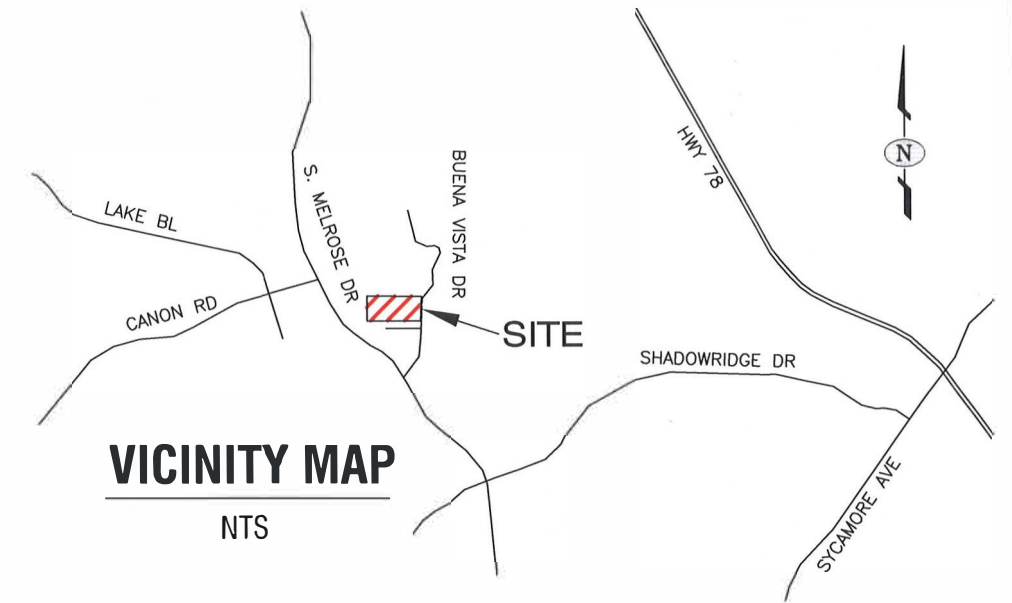 HWY 78
N
BUENA VISTA DR
S. MELROSE DR
LAKE BL
CANON RD
SITE
SHADOWRIDGE DR
SYCAMORE AVE
VICINITY MAP
NTS